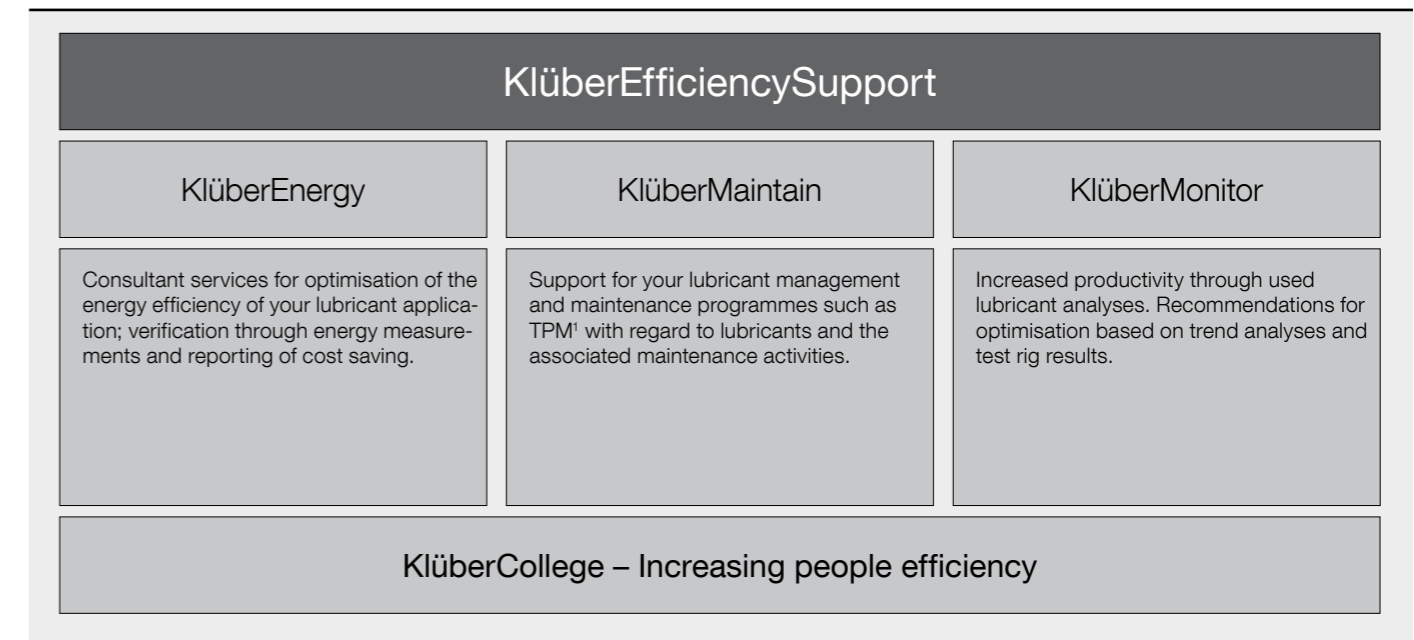 KlüberEfficiencySupport
KlüberEnergy
KlüberMaintain
KlüberMonitor
Consultant services for optimisation of the
energy efficiency of your lubricant applica-
tion; verification through energy measure-
ments and reporting of cost saving.
Support for your lubricant management
and maintenance programmes such as
TPM¹ with regard to lubricants and the
associated maintenance activities.
Increased productivity through used
lubricant analyses. Recommendations for
optimisation based on trend analyses and
test rig results.
KlüberCollege – Increasing people efficiency